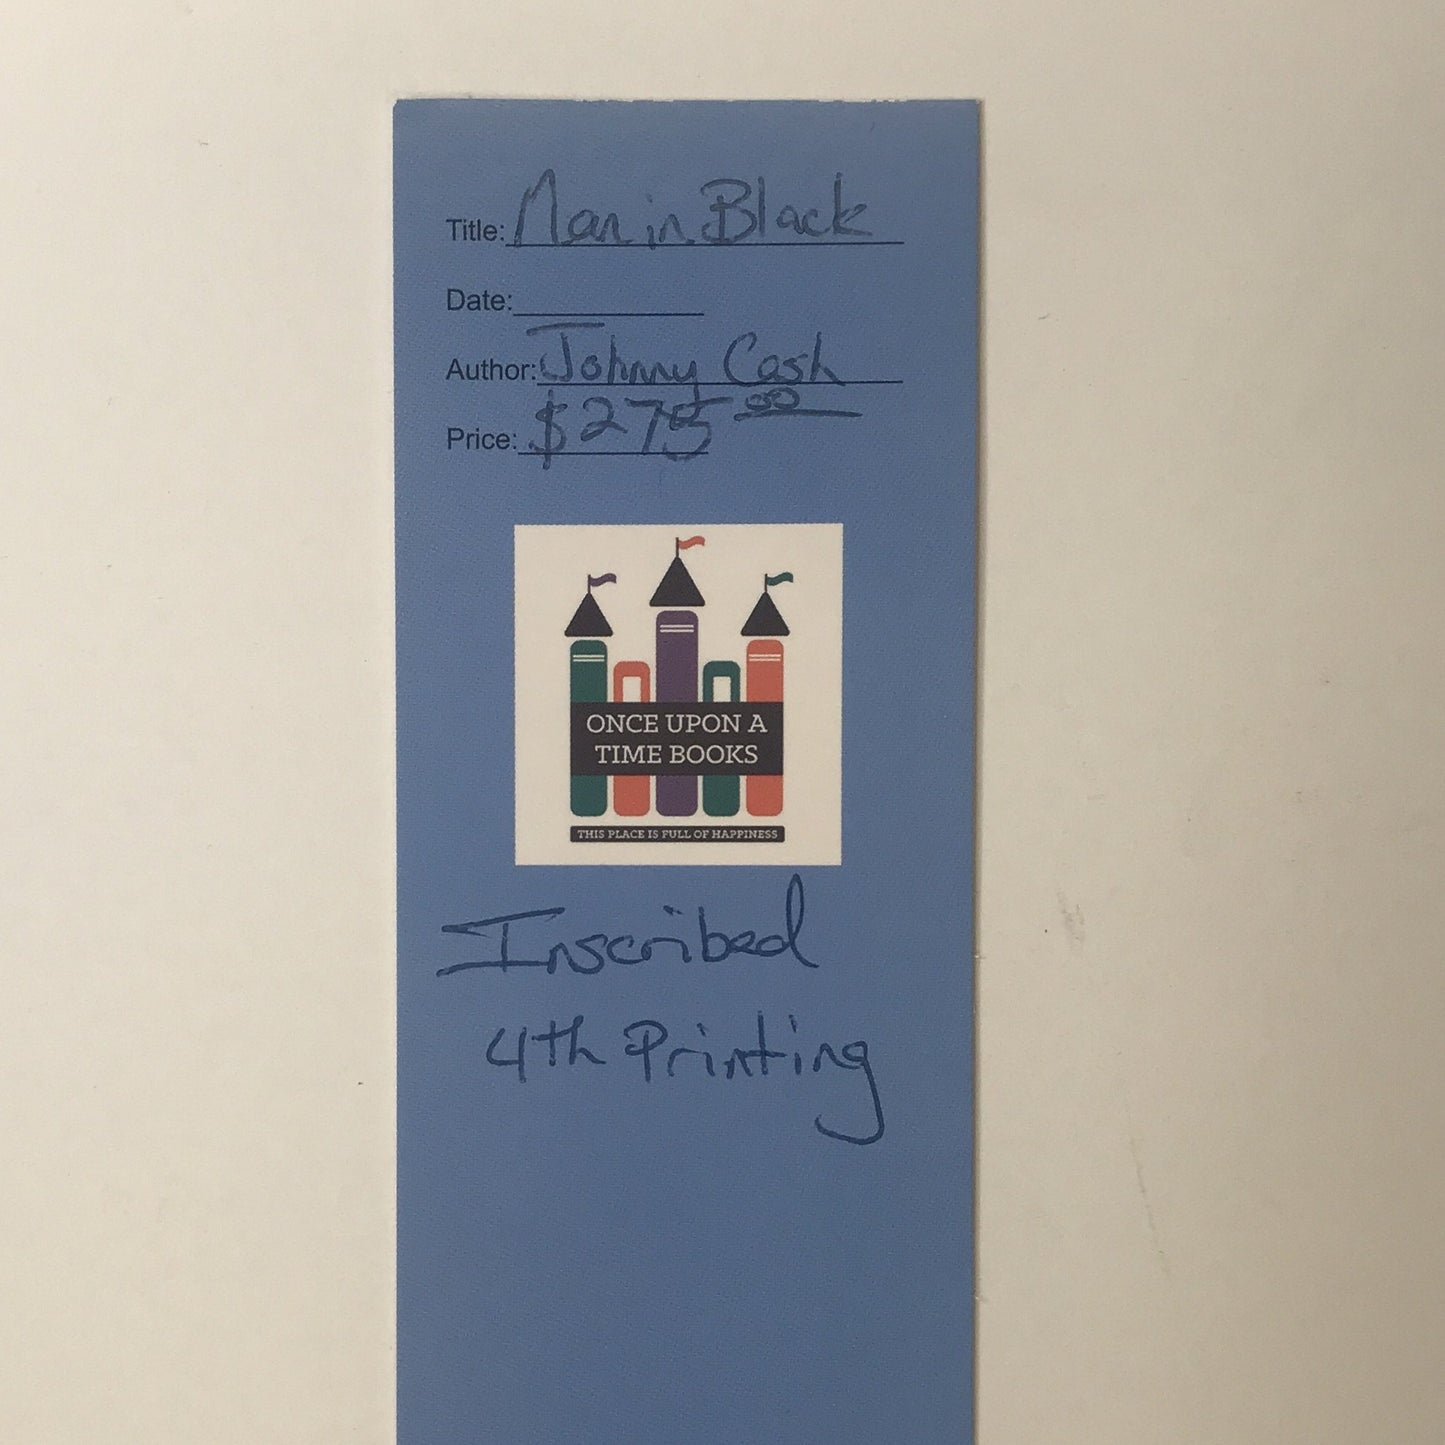 Title: Man in Black
Date:
Author: Johnny Cash
Price: $275 00
ONCE UPON A
TIME BOOKS
THIS PLACE IS FULL OF HAPPINESS
Inscribed
4th Printing